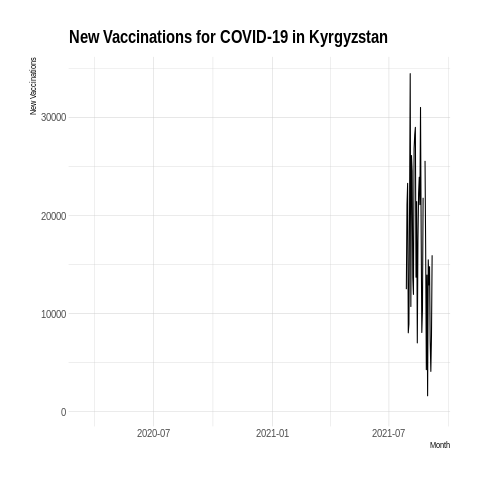 New Vaccinations for COVID-19 in Kyrgyzstan
New Vaccinations
30000
20000
10000
0
2020-07 2021-01 2021-07
Month